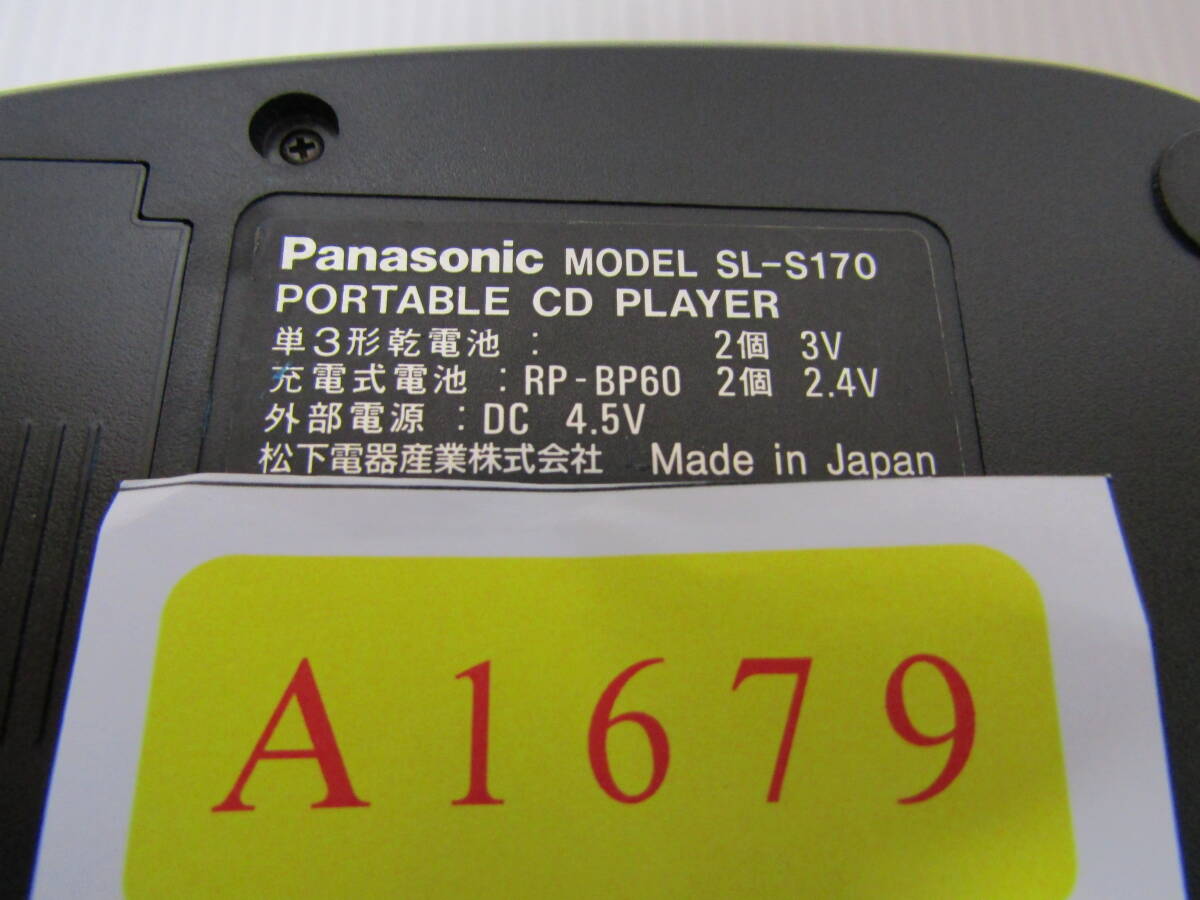 Panasonic MODEL SL-S170
PORTABLE CD PLAYER
単3形乾電池 : 2個 3V
充電式電池 : RP-BP60 2個 2.4V
外部電源 : DC 4.5V
松下電器産業株式会社 Made in Japan
A1679